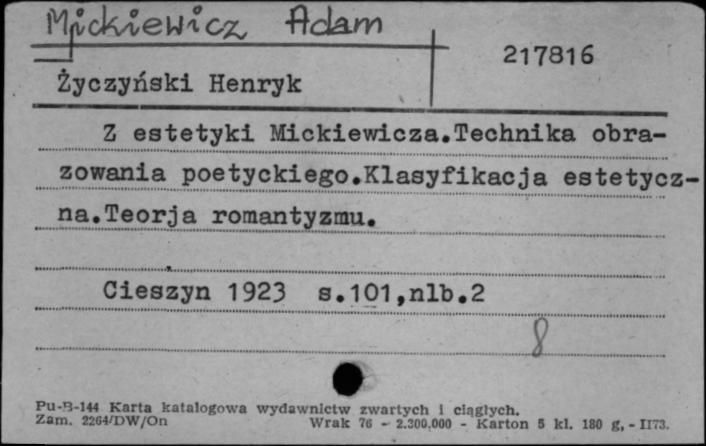 Mickiewicz Adam
217816
Życzyński Henryk
Z estetyki Mickiewicza.Technika obra-
zowania poetyckiego.Klasyfikacja estetycz-
na.Teorja romantyzmu.
Cieszyn 1923 s.101,nlb.2
8
Pu-B-144 Karta katalogowa wydawnictw zwartych i ciągłych.
Zam. 2264/DW/On Wrak 76 - 2.300.000 - Karton 5 kl. 180 g, - II73.